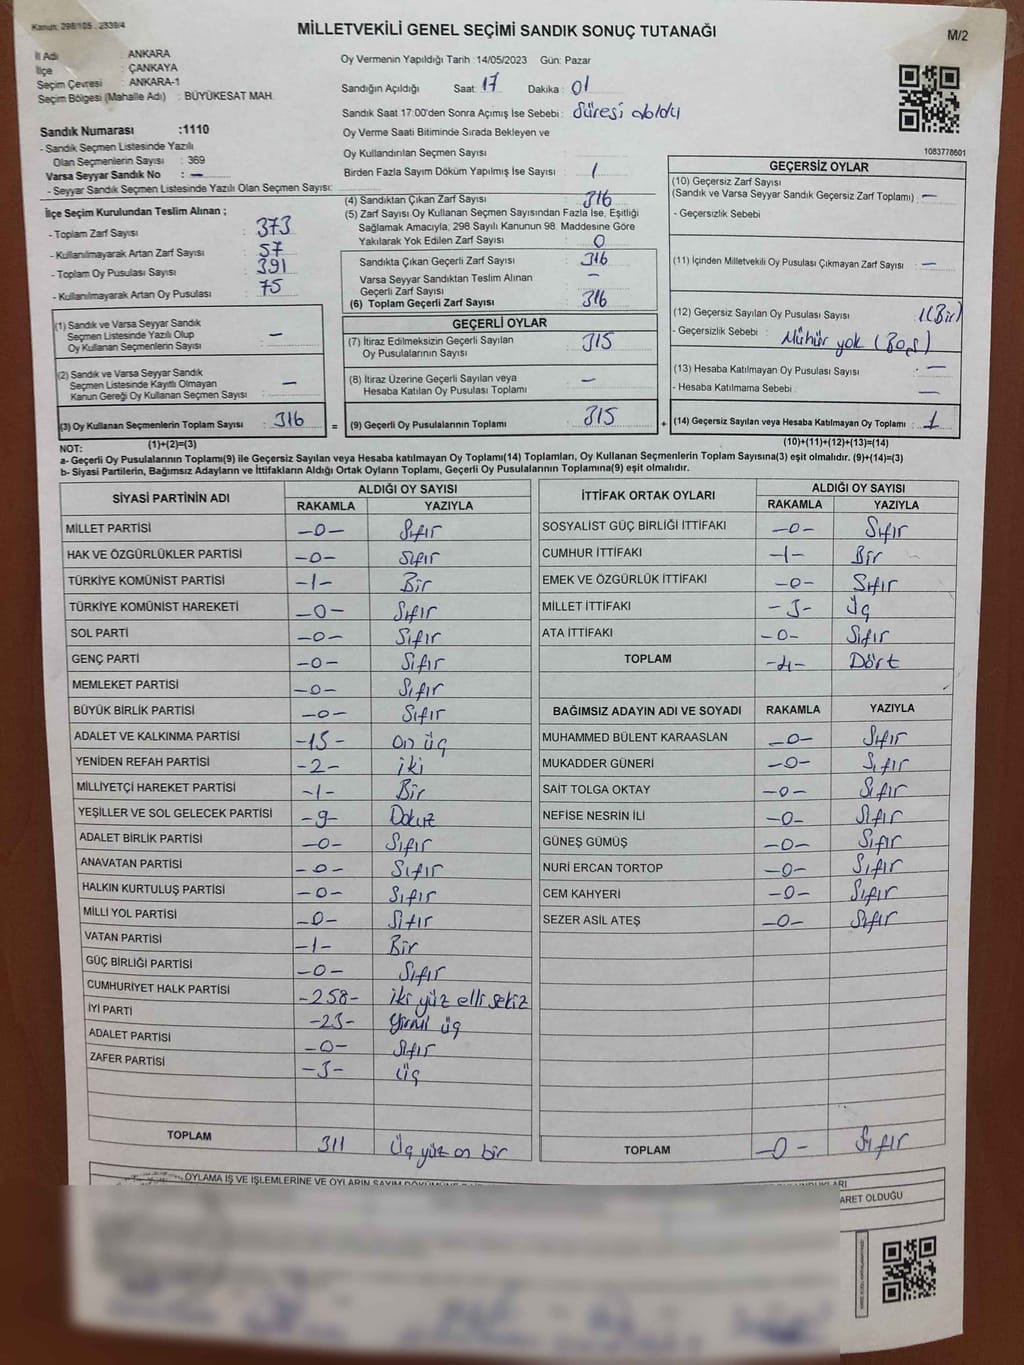 Kanun: 298/105 , 2839/4
MİLLETVEKİLİ GENEL SEÇİMİ SANDIK SONUÇ TUTANAĞI
M/2
İl Adı : ANKARA
İlçe : ÇANKAYA
Seçim Çevresi : ANKARA-1
Seçim Bölgesi (Mahalle Adı) : BÜYÜKESAT MAH.
Sandık Numarası :1110
- Sandık Seçmen Listesinde Yazılı
Olan Seçmenlerin Sayısı : 369
Varsa Seyyar Sandık No : —
- Seyyar Sandık Seçmen Listesinde Yazılı Olan Seçmen Sayısı:
Oy Vermenin Yapıldığı Tarih : 14/05/2023 Gün: Pazar
Sandığın Açıldığı Saat: 17 Dakika: 01
Sandık Saat 17:00'den Sonra Açımış İse Sebebi : Süresi doldu
Oy Verme Saati Bitiminde Sırada Bekleyen ve
Oy Kullandırılan Seçmen Sayısı :
Birden Fazla Sayım Döküm Yapılmış İse Sayısı : 1
1083778601
İlçe Seçim Kurulundan Teslim Alınan ;
- Toplam Zarf Sayısı : 373
- Kullanılmayarak Artan Zarf Sayısı : 57
- Toplam Oy Pusulası Sayısı : 391
- Kullanılmayarak Artan Oy Pusulası : 75
(4) Sandıktan Çıkan Zarf Sayısı : 316
(5) Zarf Sayısı Oy Kullanan Seçmen Sayısından Fazla İse, Eşitliği
Sağlamak Amacıyla, 298 Sayılı Kanunun 98. Maddesine Göre
Yakılarak Yok Edilen Zarf Sayısı : 0
Sandıkta Çıkan Geçerli Zarf Sayısı : 316
Varsa Seyyar Sandıktan Teslim Alınan
Geçerli Zarf Sayısı : —
(6) Toplam Geçerli Zarf Sayısı : 316
GEÇERSİZ OYLAR
(10) Geçersiz Zarf Sayısı
(Sandık ve Varsa Seyyar Sandık Geçersiz Zarf Toplamı) : —
- Geçersizlik Sebebi
(11) İçinden Milletvekili Oy Pusulası Çıkmayan Zarf Sayısı : —
(12) Geçersiz Sayılan Oy Pusulası Sayısı : 1(Bir)
- Geçersizlik Sebebi : Mühür yok (Boş)
(13) Hesaba Katılmayan Oy Pusulası Sayısı : —
- Hesaba Katılmama Sebebi : —
(14) Geçersiz Sayılan veya Hesaba Katılmayan Oy Toplamı : 1
(1) Sandık ve Varsa Seyyar Sandık
Seçmen Listesinde Yazılı Olup
Oy Kullanan Seçmenlerin Sayısı : —
(2) Sandık ve Varsa Seyyar Sandık
Seçmen Listesinde Kayıtlı Olmayan
Kanun Gereği Oy Kullanan Seçmen Sayısı : —
(3) Oy Kullanan Seçmenlerin Toplam Sayısı : 316
=
GEÇERLİ OYLAR
(7) İtiraz Edilmeksizin Geçerli Sayılan
Oy Pusulalarının Sayısı : 315
(8) İtiraz Üzerine Geçerli Sayılan veya
Hesaba Katılan Oy Pusulası Toplamı : —
(9) Geçerli Oy Pusulalarının Toplamı : 315
+
NOT: (1)+(2)=(3) (10)+(11)+(12)+(13)=(14)
a- Geçerli Oy Pusulalarının Toplamı(9) ile Geçersiz Sayılan veya Hesaba katılmayan Oy Toplamı(14) Toplamları, Oy Kullanan Seçmenlerin Toplam Sayısına(3) eşit olmalıdır. (9)+(14)=(3)
b- Siyasi Partilerin, Bağımsız Adayların ve İttifakların Aldığı Ortak Oyların Toplamı, Geçerli Oy Pusulalarının Toplamına(9) eşit olmalıdır.
SİYASİ PARTİNİN ADI ALDIĞI OY SAYISI
RAKAMLA YAZIYLA
MİLLET PARTİSİ -0- Sıfır
HAK VE ÖZGÜRLÜKLER PARTİSİ -0- Sıfır
TÜRKİYE KOMÜNİST PARTİSİ -1- Bir
TÜRKİYE KOMÜNİST HAREKETİ -0- Sıfır
SOL PARTİ -0- Sıfır
GENÇ PARTİ -0- Sıfır
MEMLEKET PARTİSİ -0- Sıfır
BÜYÜK BİRLİK PARTİSİ -0- Sıfır
ADALET VE KALKINMA PARTİSİ -13- On üç
YENİDEN REFAH PARTİSİ -2- iki
MİLLİYETÇİ HAREKET PARTİSİ -1- Bir
YEŞİLLER VE SOL GELECEK PARTİSİ -9- Dokuz
ADALET BİRLİK PARTİSİ -0- Sıfır
ANAVATAN PARTİSİ -0- Sıfır
HALKIN KURTULUŞ PARTİSİ -0- Sıfır
MİLLİ YOL PARTİSİ -0- Sıfır
VATAN PARTİSİ -1- Bir
GÜÇ BİRLİĞİ PARTİSİ -0- Sıfır
CUMHURİYET HALK PARTİSİ -258- iki yüz elli sekiz
İYİ PARTİ -23- Yirmi üç
ADALET PARTİSİ -0- Sıfır
ZAFER PARTİSİ -3- Üç
TOPLAM 311 Üç yüz on bir
İTTİFAK ORTAK OYLARI ALDIĞI OY SAYISI
RAKAMLA YAZIYLA
SOSYALİST GÜÇ BİRLİĞİ İTTİFAKI -0- Sıfır
CUMHUR İTTİFAKI -1- Bir
EMEK VE ÖZGÜRLÜK İTTİFAKI -0- Sıfır
MİLLET İTTİFAKI -3- Üç
ATA İTTİFAKI -0- Sıfır
TOPLAM -4- Dört
BAĞIMSIZ ADAYIN ADI VE SOYADI RAKAMLA YAZIYLA
MUHAMMED BÜLENT KARAASLAN -0- Sıfır
MUKADDER GÜNERİ -0- Sıfır
SAİT TOLGA OKTAY -0- Sıfır
NEFİSE NESRİN İLİ -0- Sıfır
GÜNEŞ GÜMÜŞ -0- Sıfır
NURİ ERCAN TORTOP -0- Sıfır
CEM KAHYERİ -0- Sıfır
SEZER ASİL ATEŞ -0- Sıfır
TOPLAM -0- Sıfır
OYLAMA İŞ VE İŞLEMLERİNE VE OYLARIN SAYIM
ARET OLDUĞU